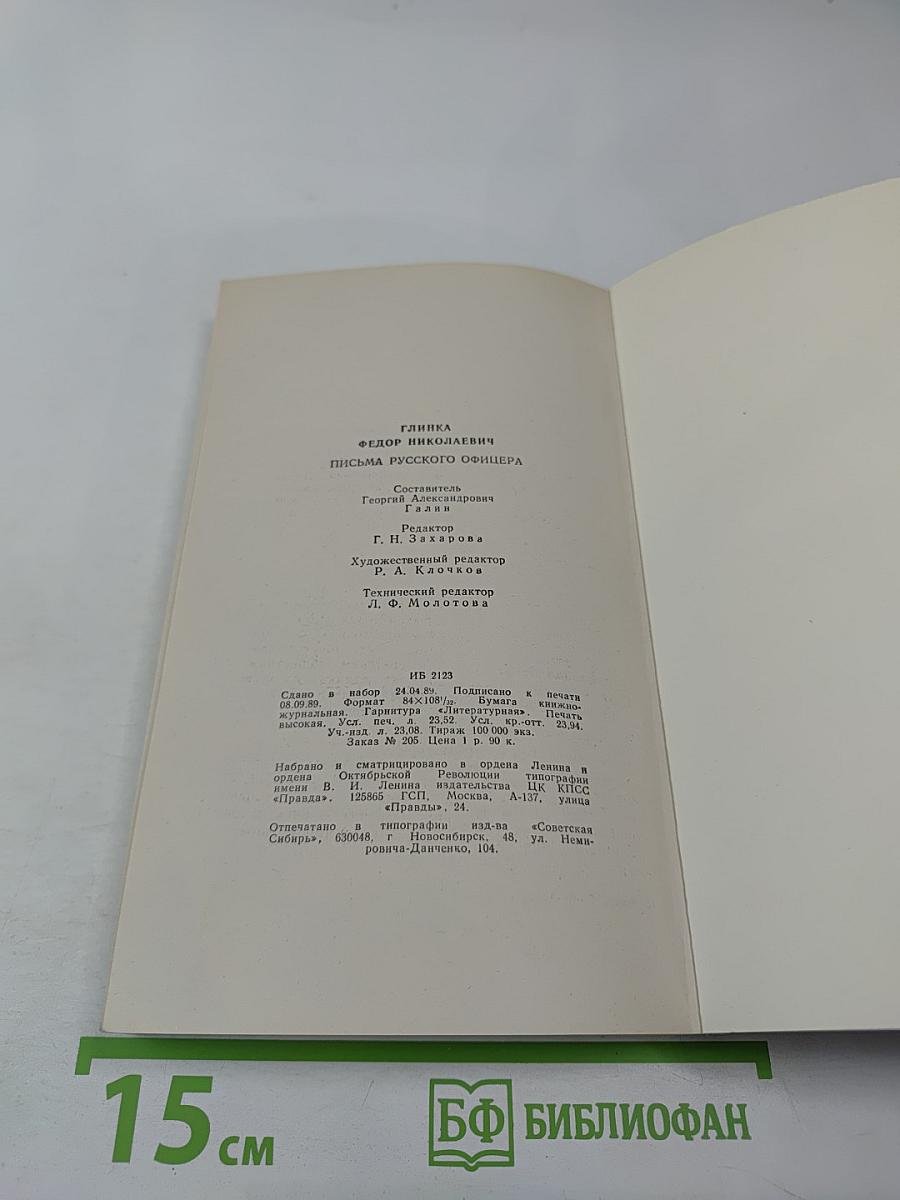 ГЛИНКА
ФЕДОР НИКОЛАЕВИЧ
ПИСЬМА РУССКОГО ОФИЦЕРА
Составитель
Георгий Александрович
Галин
Редактор
Г. Н. Захарова
Художественный редактор
Р. А. Клочков
Технический редактор
Л. Ф. Молотова
ИБ 2123
Сдано в набор 24.04.89. Подписано к печати
08.09.89. Формат 84×108¹/₃₂. Бумага книжно-
журнальная. Гарнитура «Литературная». Печать
высокая. Усл. печ. л. 23,52. Усл. кр.-отт. 23,94.
Уч.-изд. л. 23,08. Тираж 100 000 экз.
Заказ № 205. Цена 1 р. 90 к.
Набрано и сматрицировано в ордена Ленина и
ордена Октябрьской Революции типографии
имени В. И. Ленина издательства ЦК КПСС
«Правда», 125865 ГСП, Москва, А-137, улица
«Правды», 24.
Отпечатано в типографии изд-ва «Советская
Сибирь», 630048, г Новосибирск, 48, ул. Неми-
ровича-Данченко, 104.
15 см
БФ БИБЛИОФАН